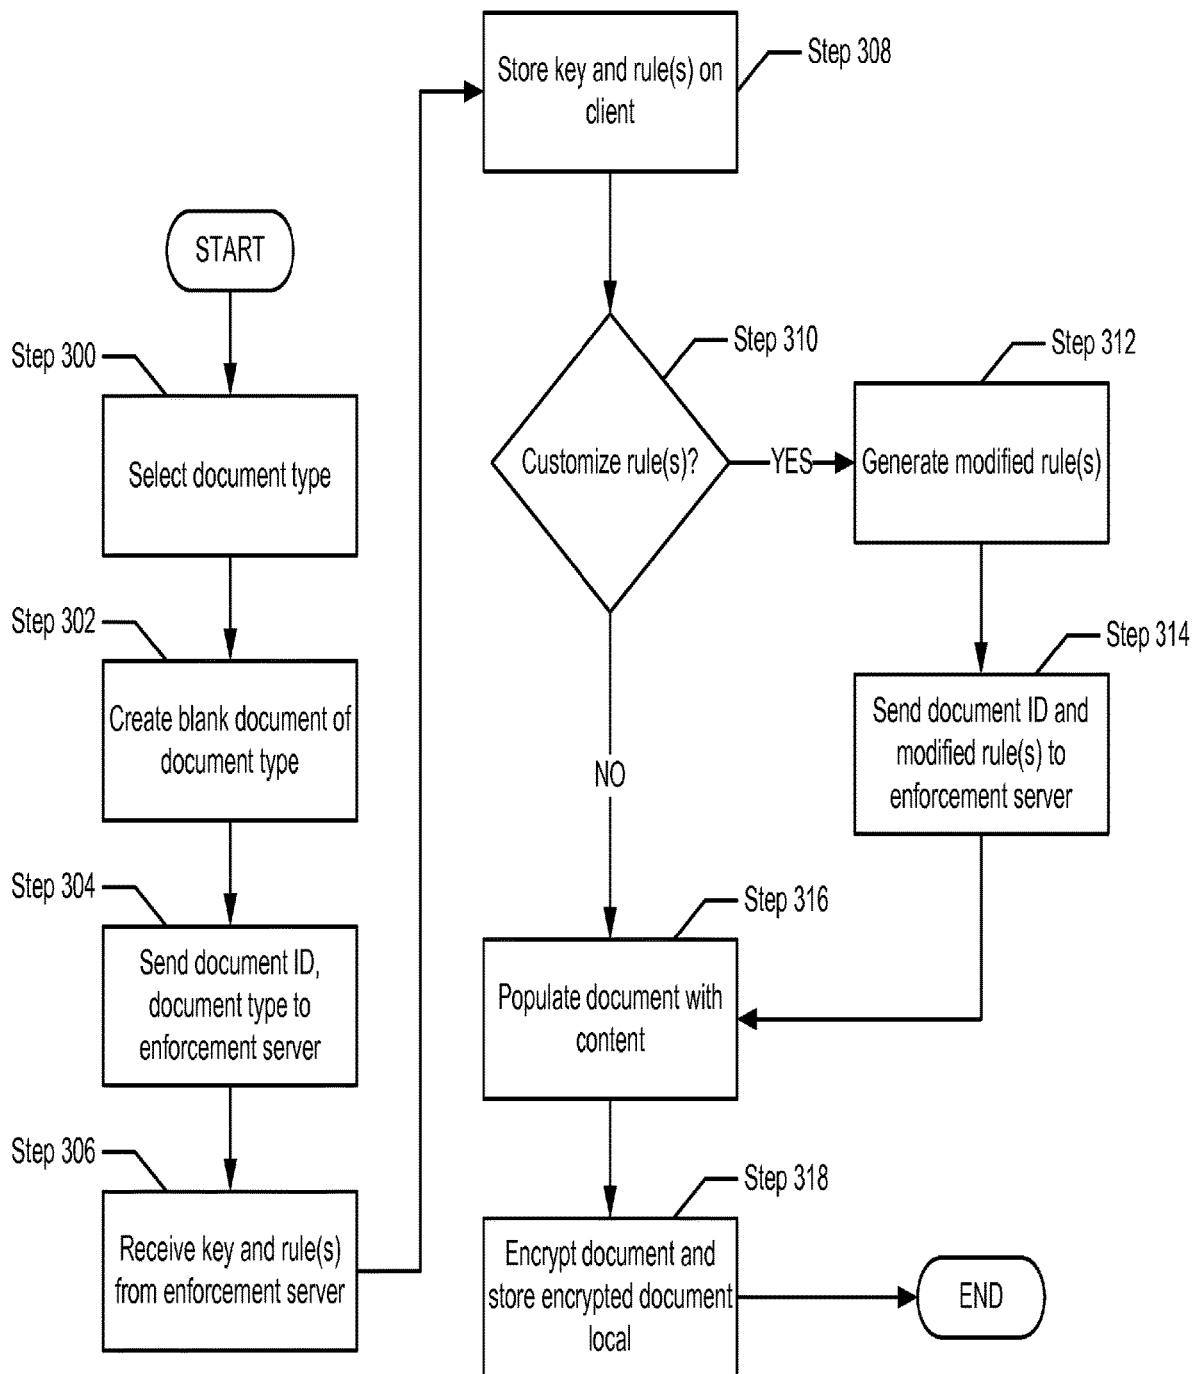 START
Step 300
Select document type
Step 302
Create blank document of
document type
Step 304
Send document ID,
document type to
enforcement server
Step 306
Receive key and rule(s)
from enforcement server
Step 308
Store key and rule(s) on
client
Step 310
Customize rule(s)?
YES
NO
Step 312
Generate modified rule(s)
Step 314
Send document ID and
modified rule(s) to
enforcement server
Step 316
Populate document with
content
Step 318
Encrypt document and
store encrypted document
local
END